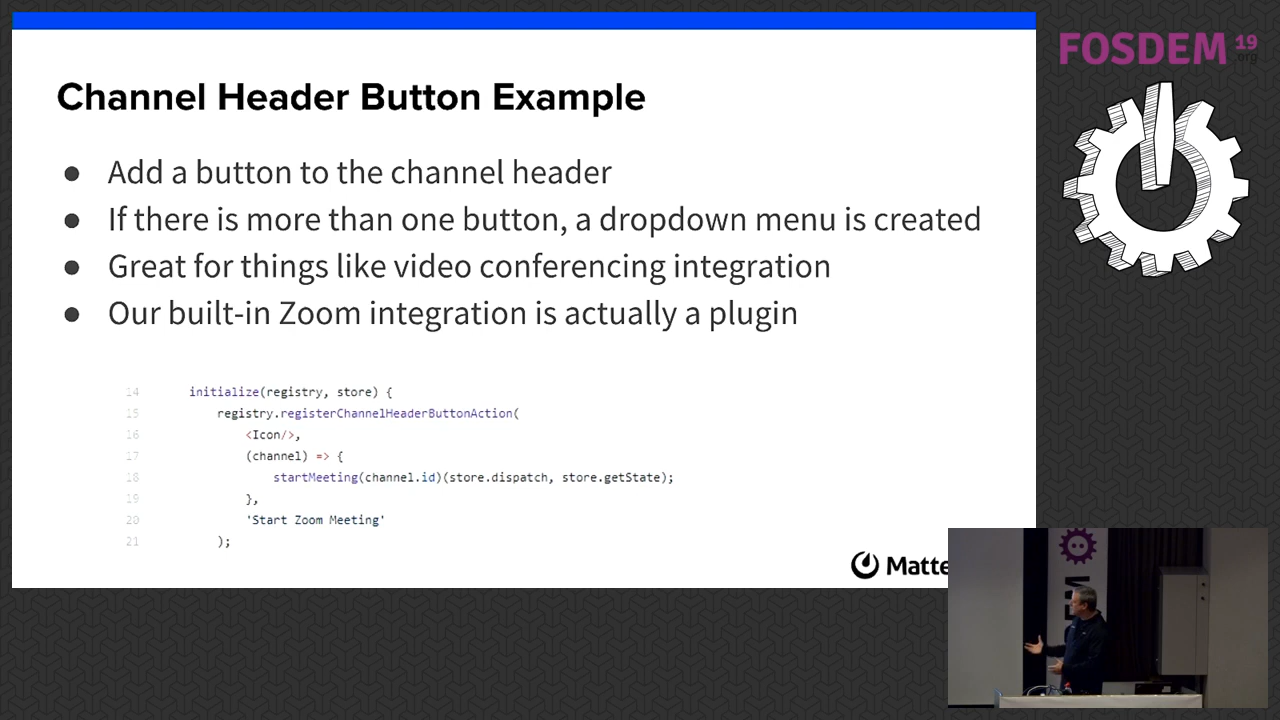 FOSDEM 19
.org
Channel Header Button Example
● Add a button to the channel header
● If there is more than one button, a dropdown menu is created
● Great for things like video conferencing integration
● Our built-in Zoom integration is actually a plugin
14 initialize(registry, store) {
15 registry.registerChannelHeaderButtonAction(
16 <Icon/>,
17 (channel) => {
18 startMeeting(channel.id)(store.dispatch, store.getState);
19 },
20 'Start Zoom Meeting'
21 );
Matte